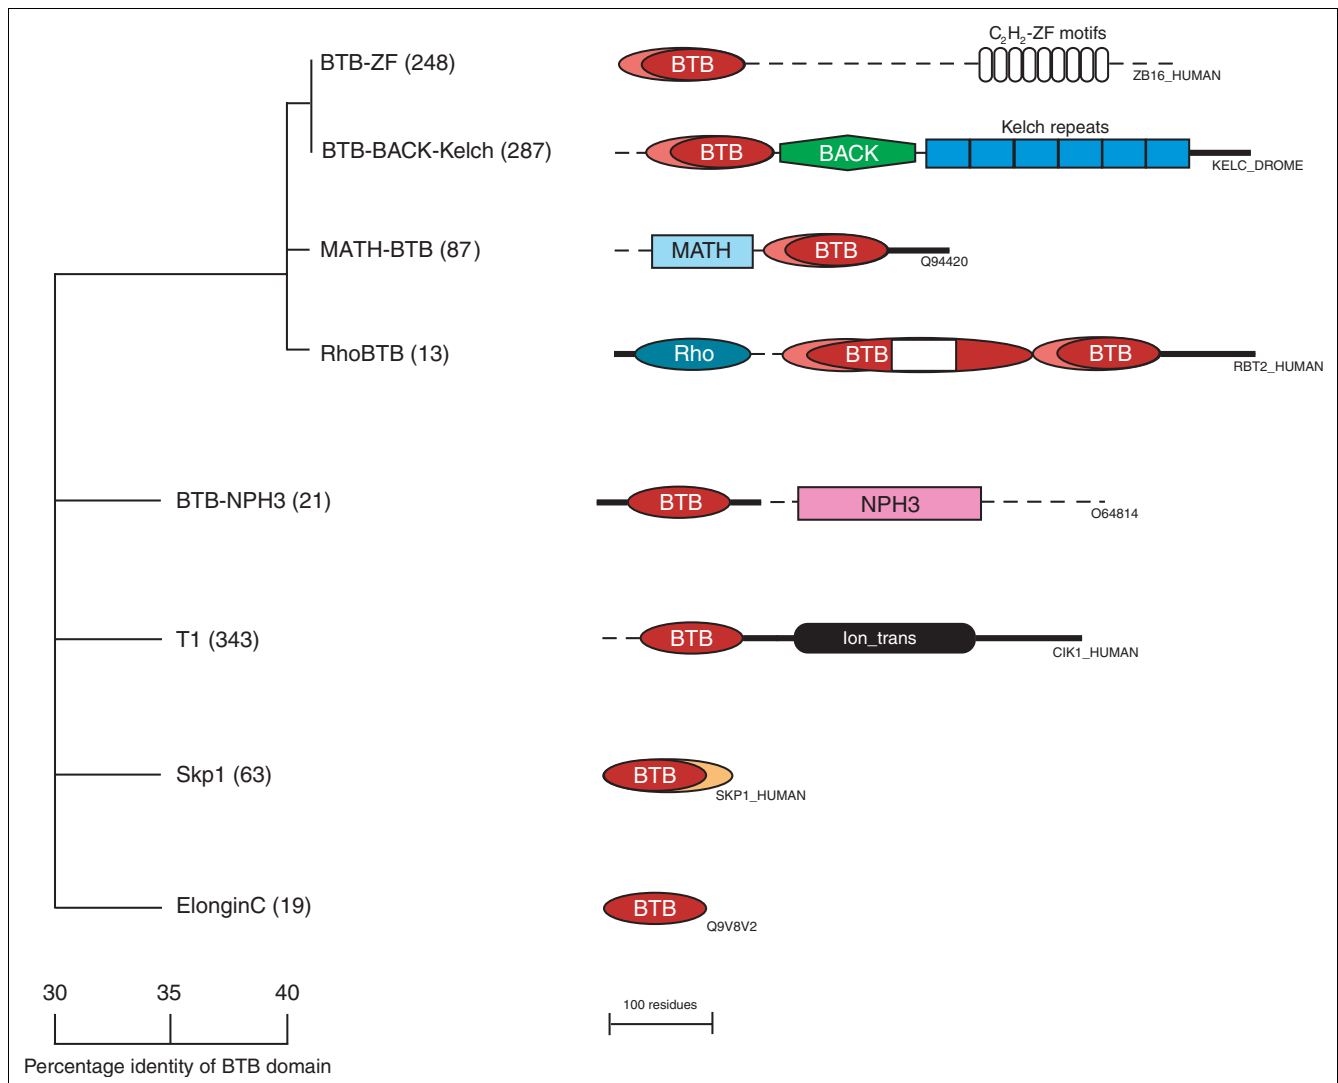 C2H2-ZF motifs
BTB-ZF (248)
BTB
ZB16_HUMAN
Kelch repeats
BTB-BACK-Kelch (287)
BTB
BACK
KELC_DROME
MATH-BTB (87)
MATH
BTB
Q94420
RhoBTB (13)
Rho
BTB
BTB
RBT2_HUMAN
BTB-NPH3 (21)
BTB
NPH3
O64814
T1 (343)
BTB
Ion_trans
CIK1_HUMAN
Skp1 (63)
BTB
SKP1_HUMAN
ElonginC (19)
BTB
Q9V8V2
30 35 40
100 residues
Percentage identity of BTB domain